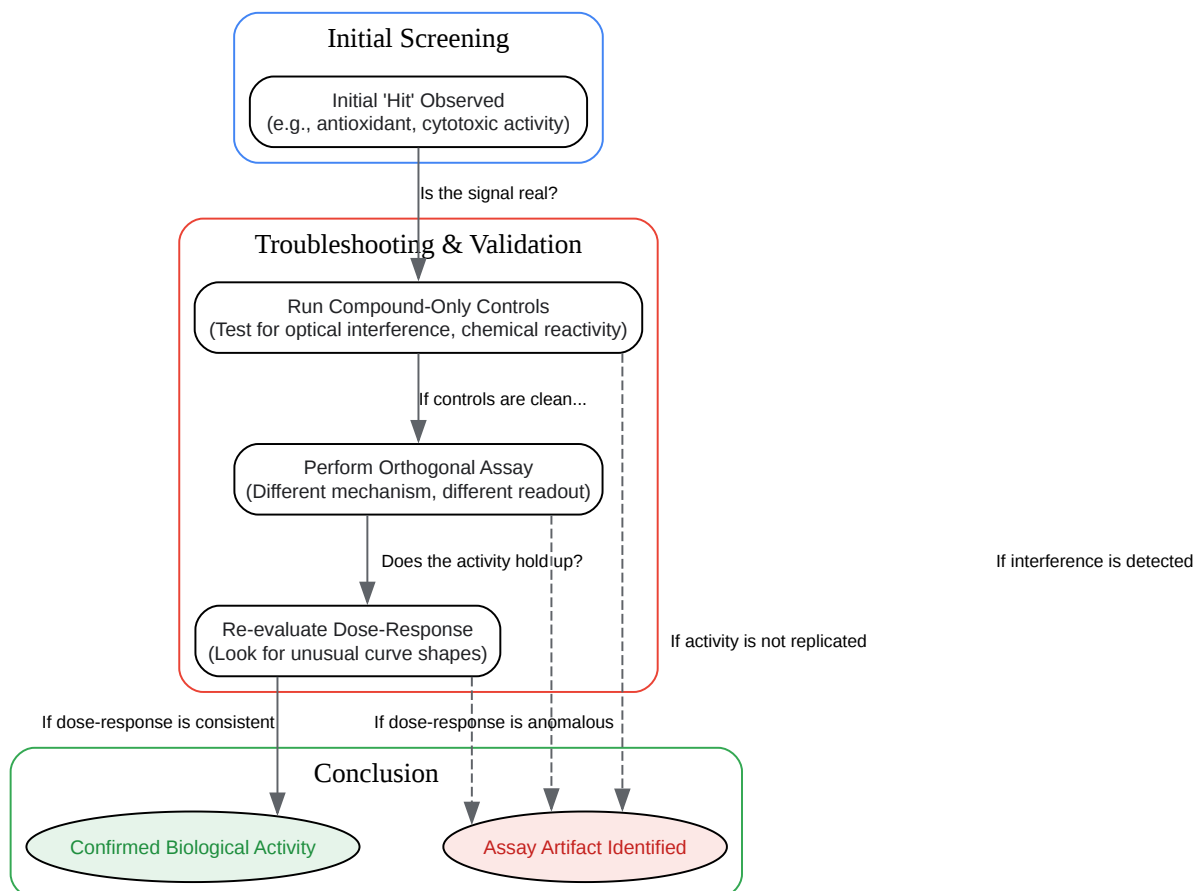 Initial Screening
Initial 'Hit' Observed
(e.g., antioxidant, cytotoxic activity)
Is the signal real?
Troubleshooting & Validation
Run Compound-Only Controls
(Test for optical interference, chemical reactivity)
If controls are clean...
Perform Orthogonal Assay
(Different mechanism, different readout)
Does the activity hold up?
If interference is detected
Re-evaluate Dose-Response
(Look for unusual curve shapes)
If activity is not replicated
If dose-response is consistent
If dose-response is anomalous
Conclusion
Confirmed Biological Activity
Assay Artifact Identified